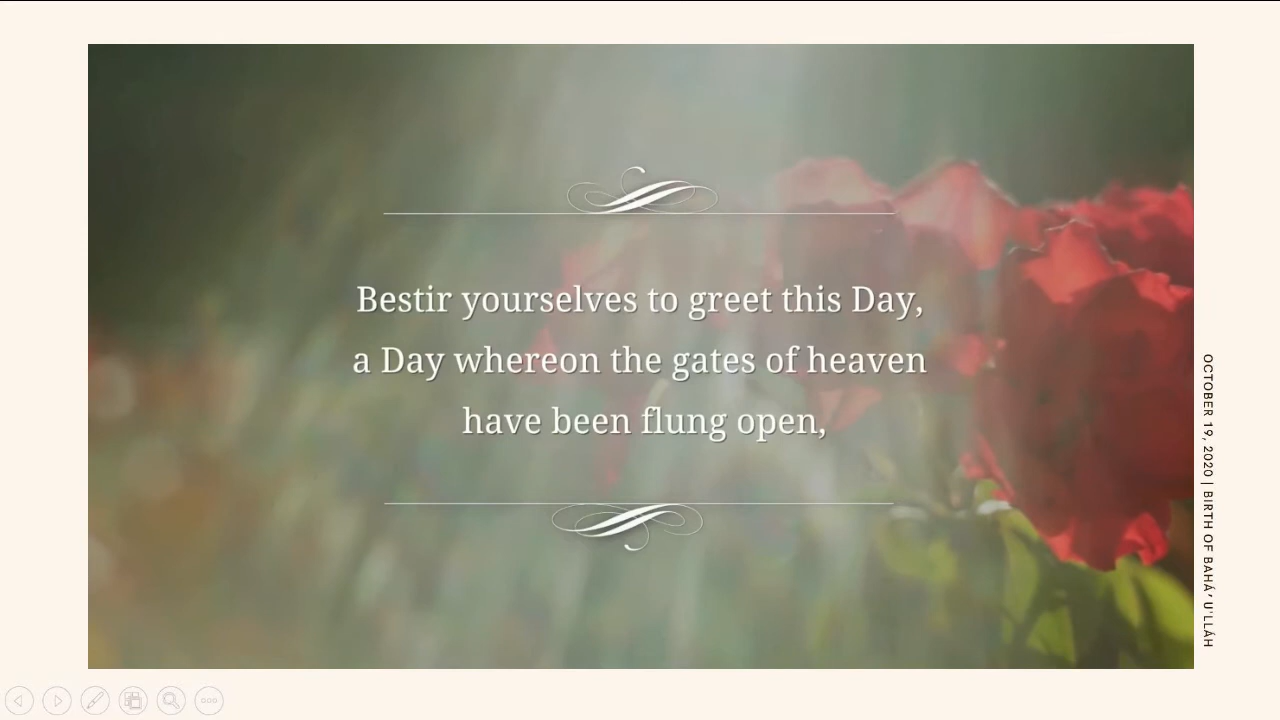 Bestir yourselves to greet this Day,
a Day whereon the gates of heaven
have been flung open,
OCTOBER 19, 2020 | BIRTH OF BAHÁ'U'LLÁH